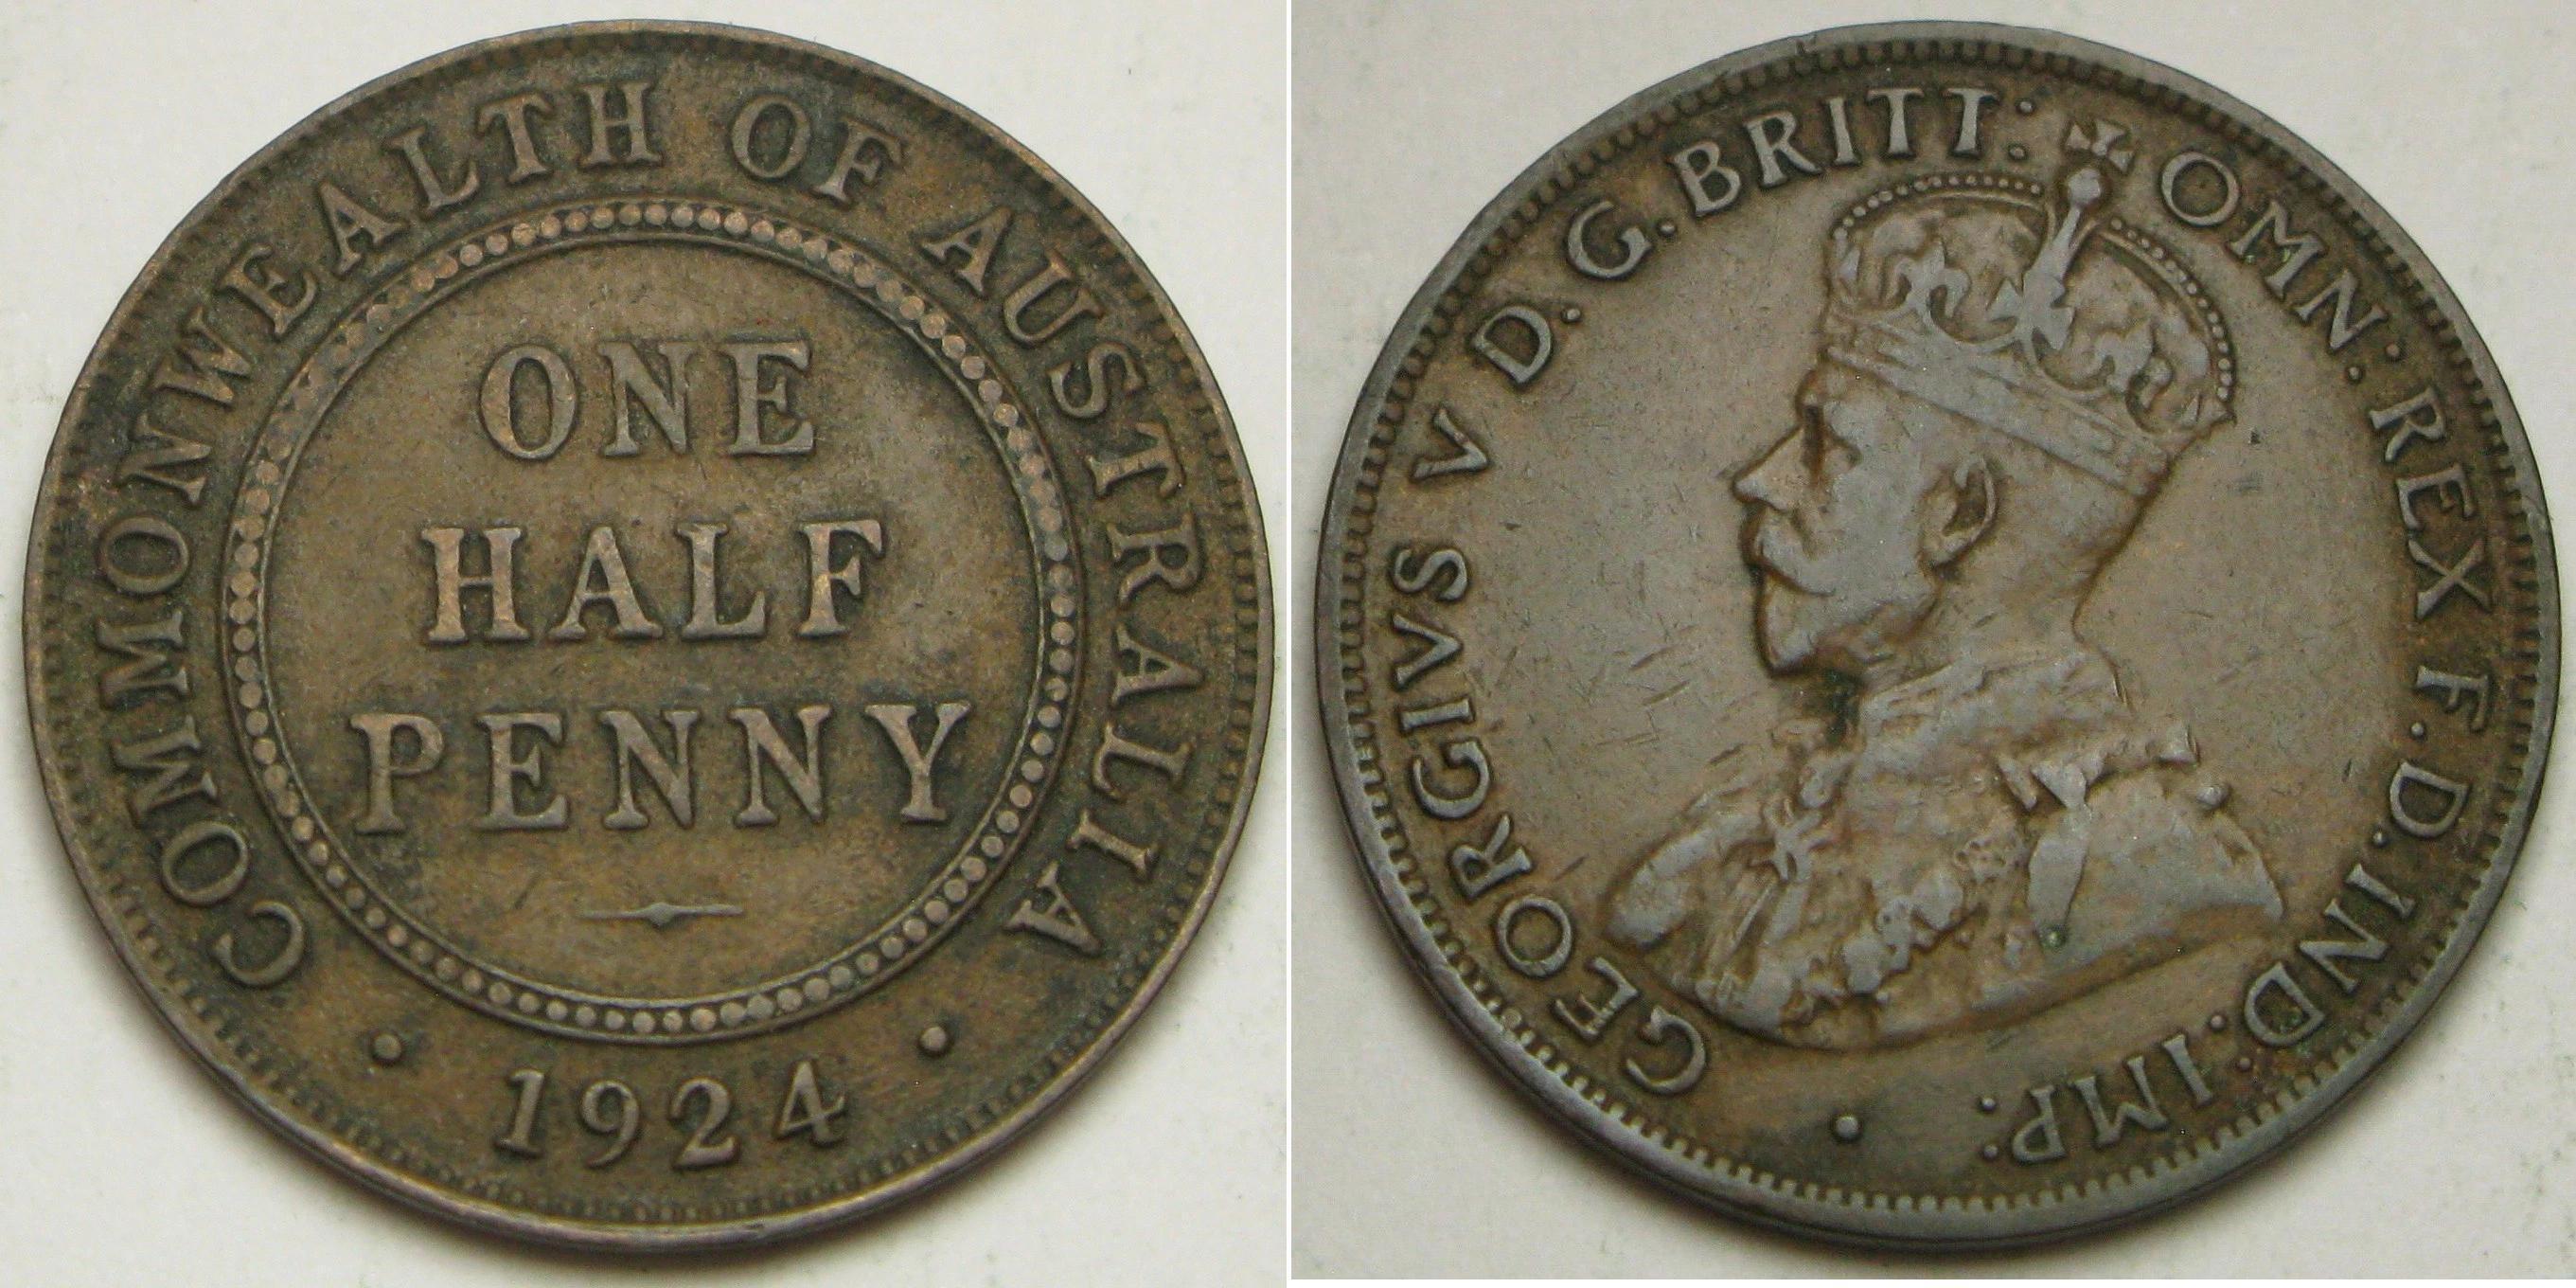 COMMONWEALTH OF AUSTRALIA
ONE
HALF
PENNY
1924
GEORGIVS V D.G. BRITT: OMN: REX F.D. IND: IMP: